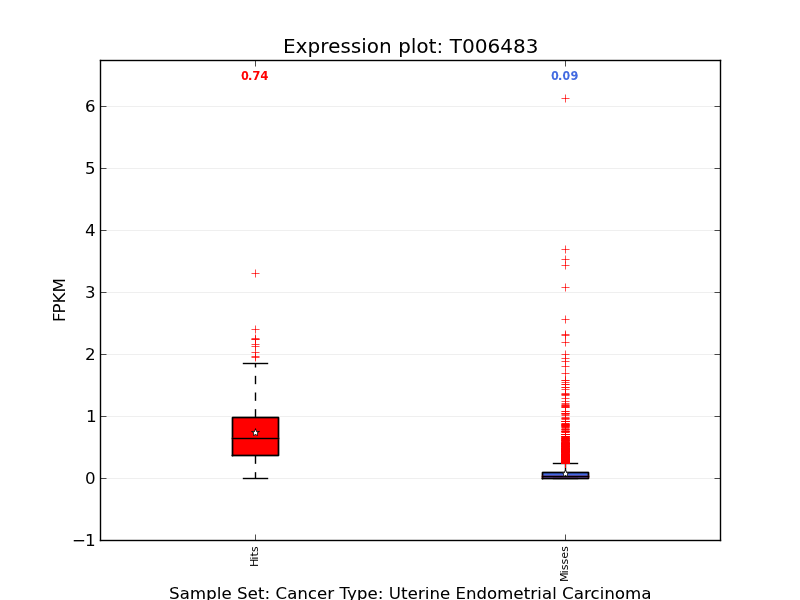 Expression plot: T006483
0.74
0.09
6
5
4
3
2
1
0
−1
FPKM
Hits
Misses
Sample Set: Cancer Type: Uterine Endometrial Carcinoma